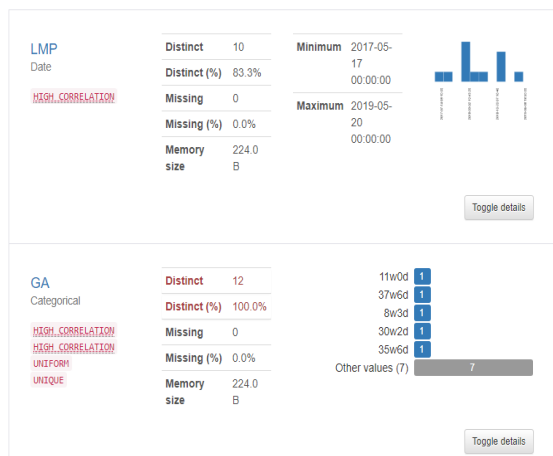 LMP
Date
HIGH CORRELATION
Distinct 10
Distinct (%) 83.3%
Missing 0
Missing (%) 0.0%
Memory size 224.0 B
Minimum 2017-05-17 00:00:00
Maximum 2019-05-20 00:00:00
Toggle details
GA
Categorical
HIGH CORRELATION
HIGH CORRELATION
UNIFORM
UNIQUE
Distinct 12
Distinct (%) 100.0%
Missing 0
Missing (%) 0.0%
Memory size 224.0 B
11w0d 1
37w6d 1
8w3d 1
30w2d 1
35w6d 1
Other values (7) 7
Toggle details